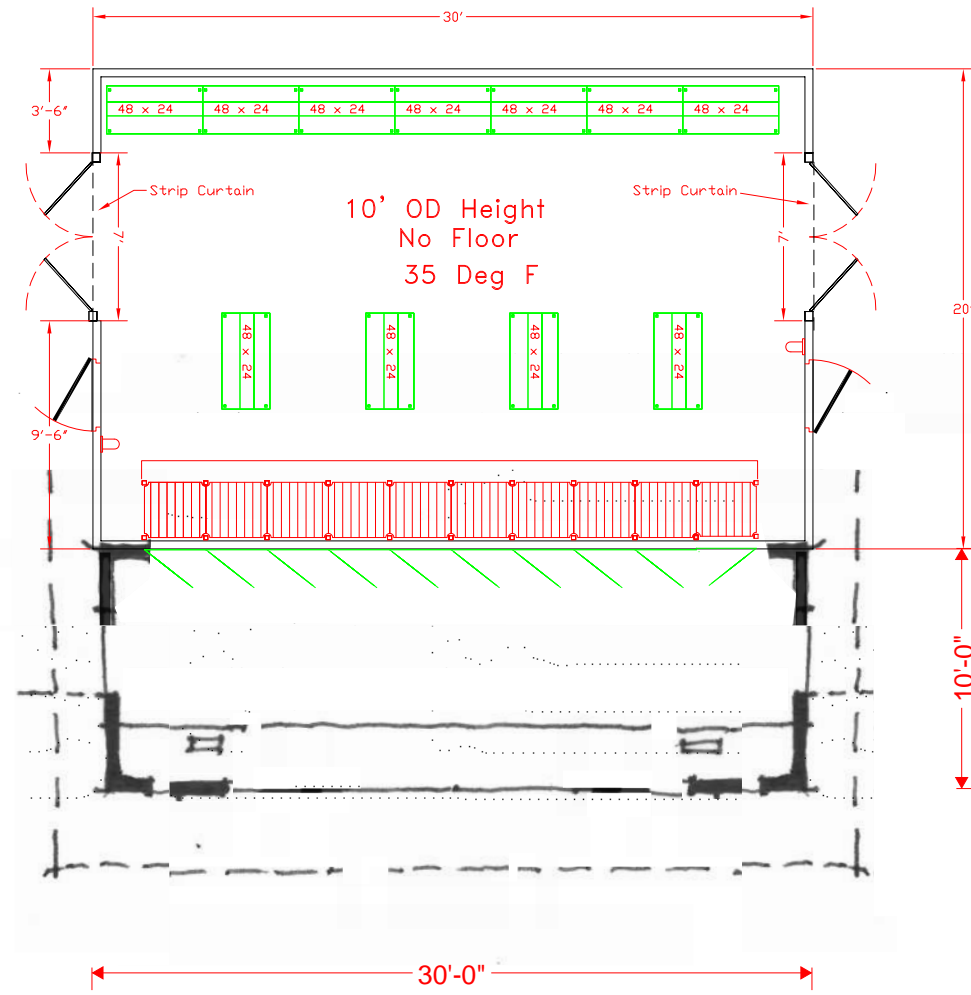 30'
3'-6"
48 x 24
48 x 24
48 x 24
48 x 24
48 x 24
48 x 24
48 x 24
Strip Curtain
Strip Curtain
10' OD Height
No Floor
35 Deg F
7'
7'
20'
48 x 24
48 x 24
48 x 24
48 x 24
9'-6"
10'-0"
30'-0"